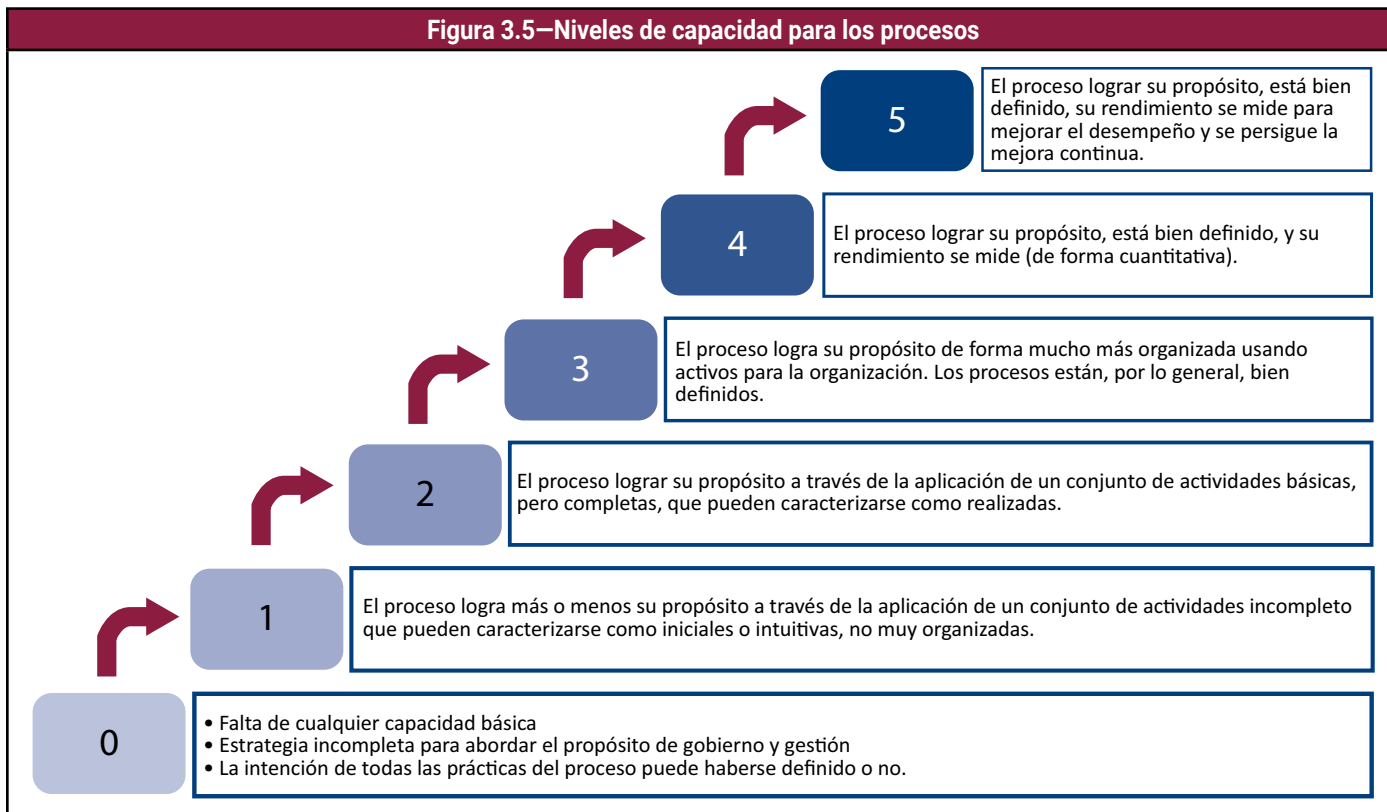 Figura 3.5—Niveles de capacidad para los procesos
5
El proceso lograr su propósito, está bien
definido, su rendimiento se mide para
mejorar el desempeño y se persigue la
mejora continua.
4
El proceso lograr su propósito, está bien definido, y su
rendimiento se mide (de forma cuantitativa).
3
El proceso logra su propósito de forma mucho más organizada usando
activos para la organización. Los procesos están, por lo general, bien
definidos.
2
El proceso lograr su propósito a través de la aplicación de un conjunto de actividades básicas,
pero completas, que pueden caracterizarse como realizadas.
1
El proceso logra más o menos su propósito a través de la aplicación de un conjunto de actividades incompleto
que pueden caracterizarse como iniciales o intuitivas, no muy organizadas.
0
• Falta de cualquier capacidad básica
• Estrategia incompleta para abordar el propósito de gobierno y gestión
• La intención de todas las prácticas del proceso puede haberse definido o no.